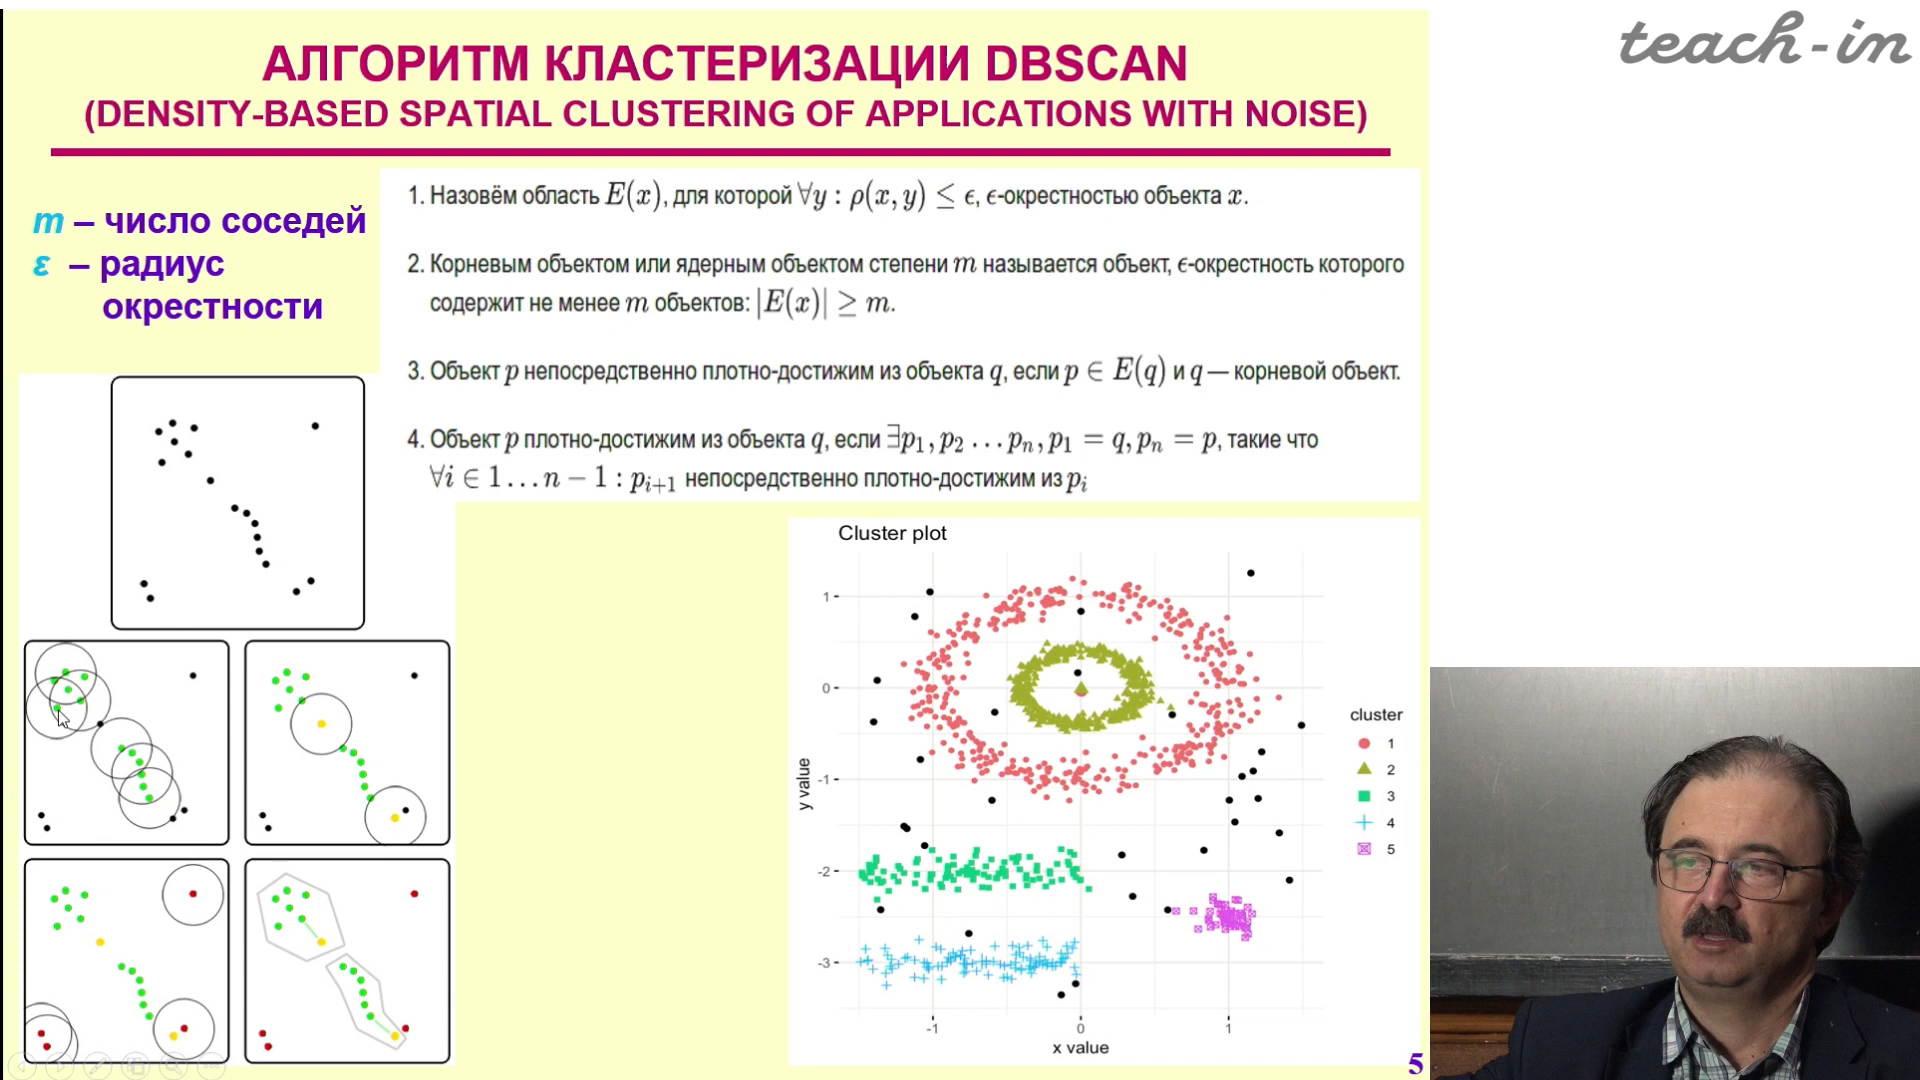 teach-in
АЛГОРИТМ КЛАСТЕРИЗАЦИИ DBSCAN
(DENSITY-BASED SPATIAL CLUSTERING OF APPLICATIONS WITH NOISE)
m – число соседей
ε – радиус
окрестности
1. Назовём область E(x), для которой ∀y : ρ(x, y) ≤ ϵ, ϵ-окрестностью объекта x.
2. Корневым объектом или ядерным объектом степени m называется объект, ϵ-окрестность которого
содержит не менее m объектов: |E(x)| ≥ m.
3. Объект p непосредственно плотно-достижим из объекта q, если p ∈ E(q) и q — корневой объект.
4. Объект p плотно-достижим из объекта q, если ∃p₁, p₂ … pₙ, p₁ = q, pₙ = p, такие что
∀i ∈ 1 … n − 1 : pᵢ₊₁ непосредственно плотно-достижим из pᵢ
Cluster plot
1
0
-1
-2
-3
y value
-1 0 1
x value
cluster
1
2
3
4
5
5